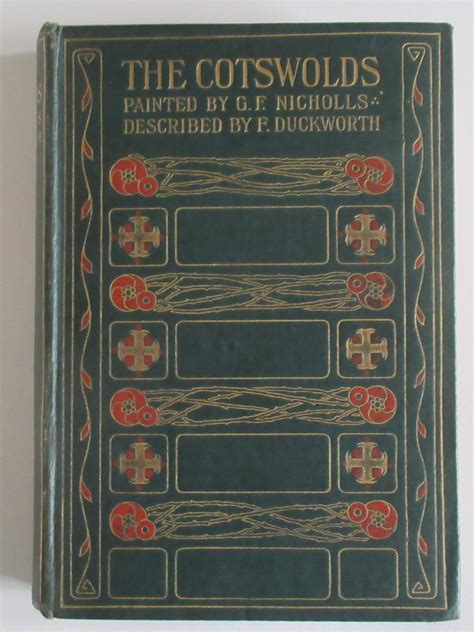 THE COTSWOLDS
PAINTED BY G.F. NICHOLLS
DESCRIBED BY F. DUCKWORTH